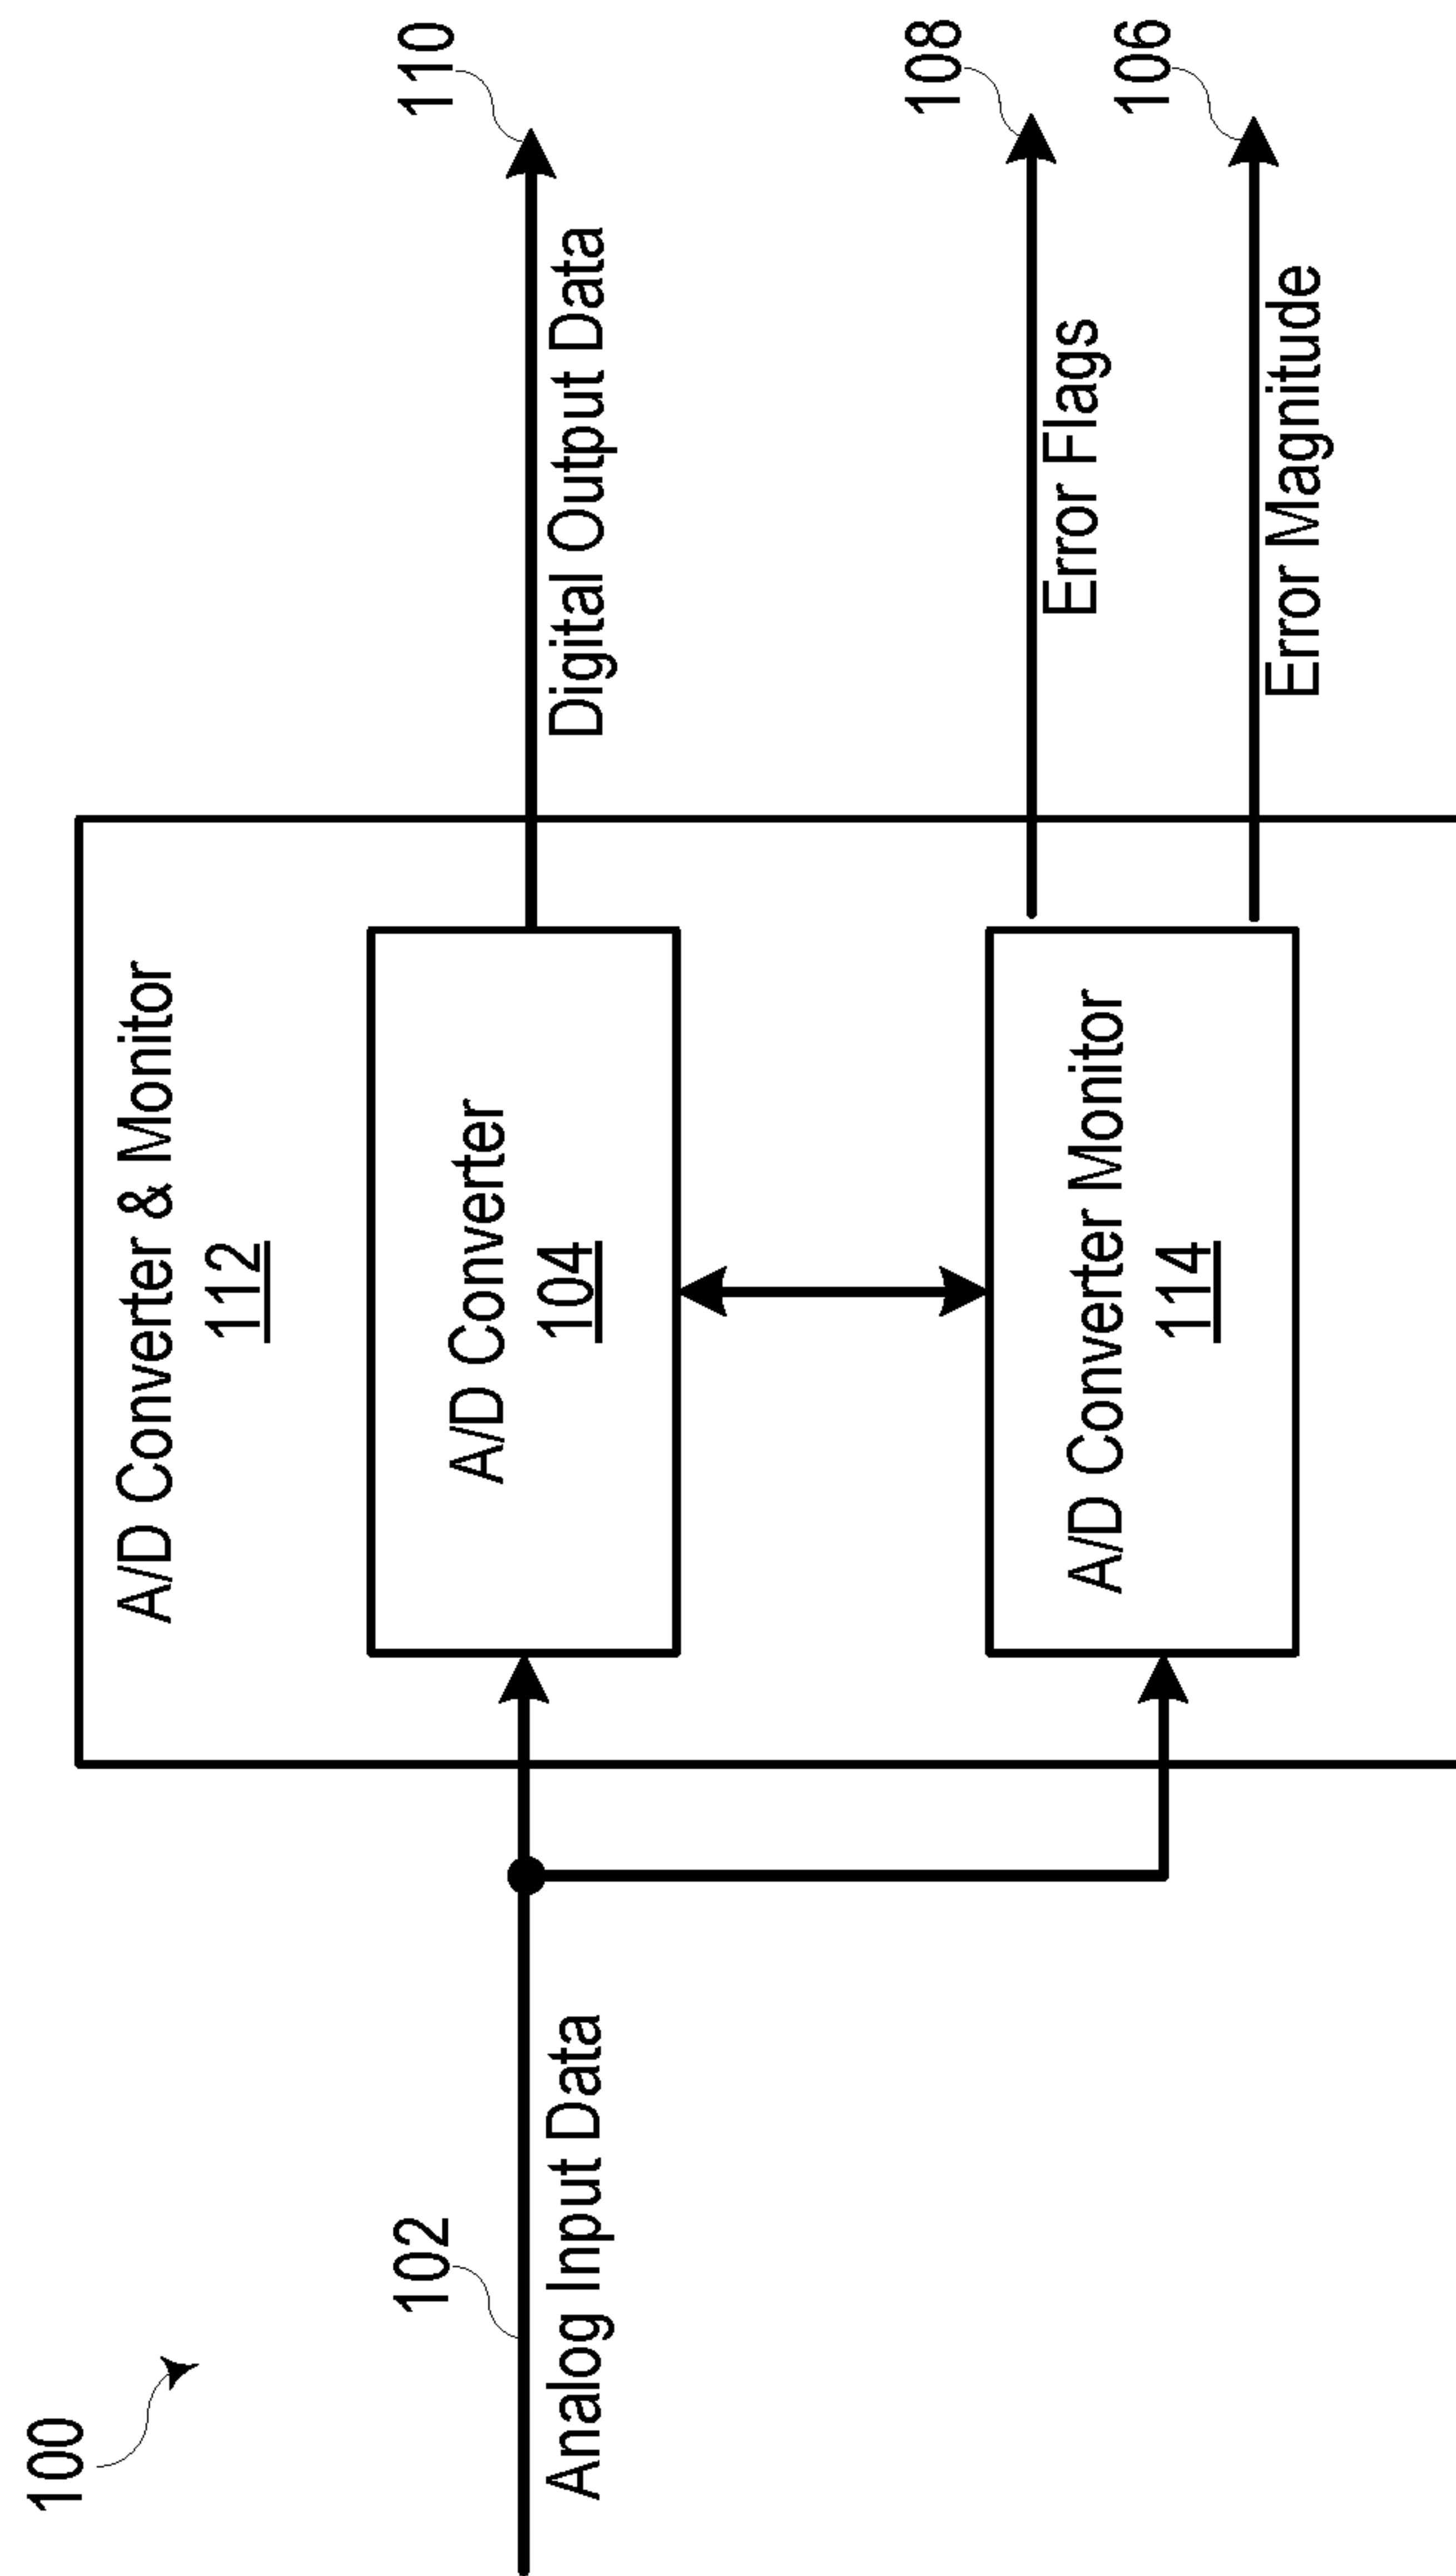 100
A/D Converter & Monitor
112
102
Analog Input Data
A/D Converter
104
110
Digital Output Data
A/D Converter Monitor
114
108
Error Flags
106
Error Magnitude